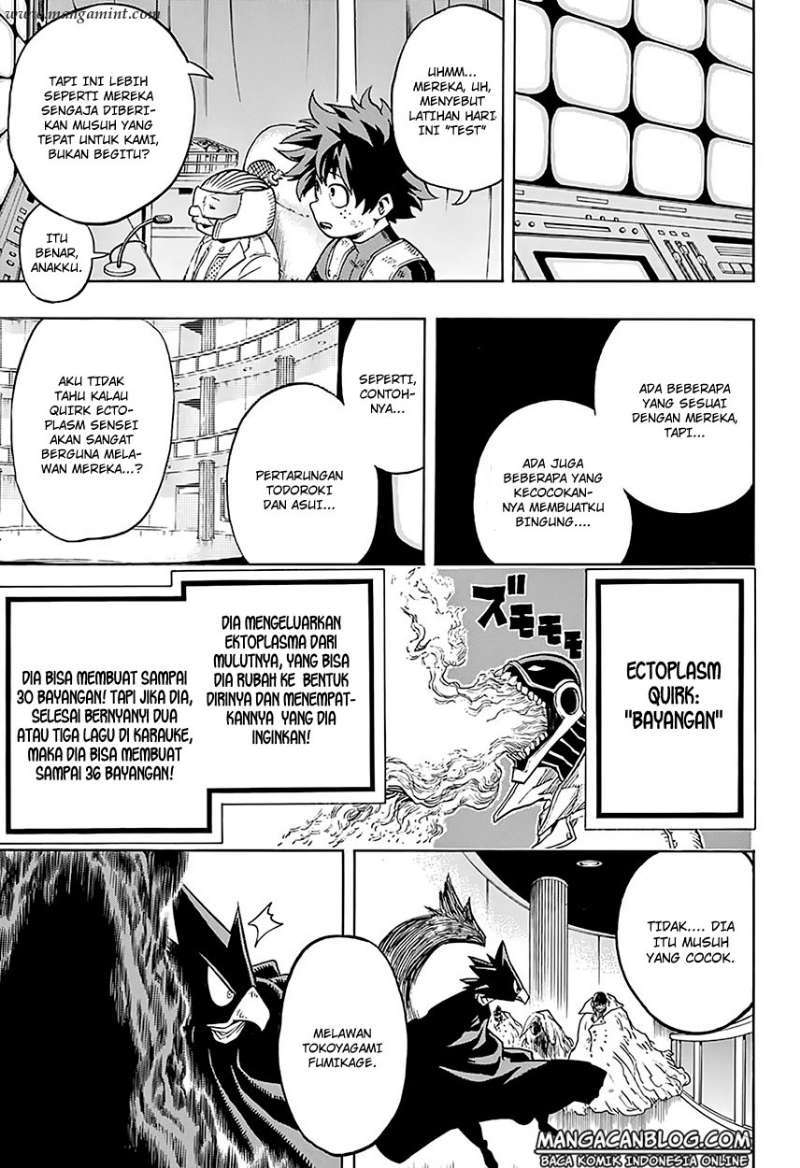 www.mangamint.com
UHMM...
MEREKA, UH,
MENYEBUT
LATIHAN HARI
INI "TEST"
TAPI INI LEBIH
SEPERTI MEREKA
SENGAJA DIBERI-
KAN MUSUH YANG
TEPAT UNTUK KAMI,
BUKAN BEGITU?
ITU
BENAR,
ANAKKU.
ADA BEBERAPA
YANG SESUAI
DENGAN MEREKA,
TAPI...
ADA JUGA
BEBERAPA YANG
KECOCOKAN-
NYA MEMBUATKU
BINGUNG....
SEPERTI,
CONTOH-
NYA...
PERTARUNGAN
TODOROKI
DAN ASUI...
AKU TIDAK
TAHU KALAU
QUIRK ECTO-
PLASM SENSEI
AKAN SANGAT
BERGUNA MELA-
WAN MEREKA...?
ECTOPLASM
QUIRK:
"BAYANGAN"
ズモモモモ
DIA MENGELUARKAN
EKTOPLASMA DARI
MULUTNYA, YANG BISA
DIA RUBAH KE BENTUK
DIRINYA DAN MENEMPAT-
KANNYA YANG DIA
INGINKAN!
DIA BISA MEMBUAT SAMPAI
30 BAYANGAN! TAPI JIKA DIA,
SELESAI BERNYANYI DUA
ATAU TIGA LAGU DI KARAUKE,
MAKA DIA BISA MEMBUAT
SAMPAI 36 BAYANGAN!
TIDAK.... DIA
ITU MUSUH
YANG COCOK.
MELAWAN
TOKOYAGAMI
FUMIKAGE.
MANGACANBLOG.COM
BACA KOMIK INDONESIA ONLINE